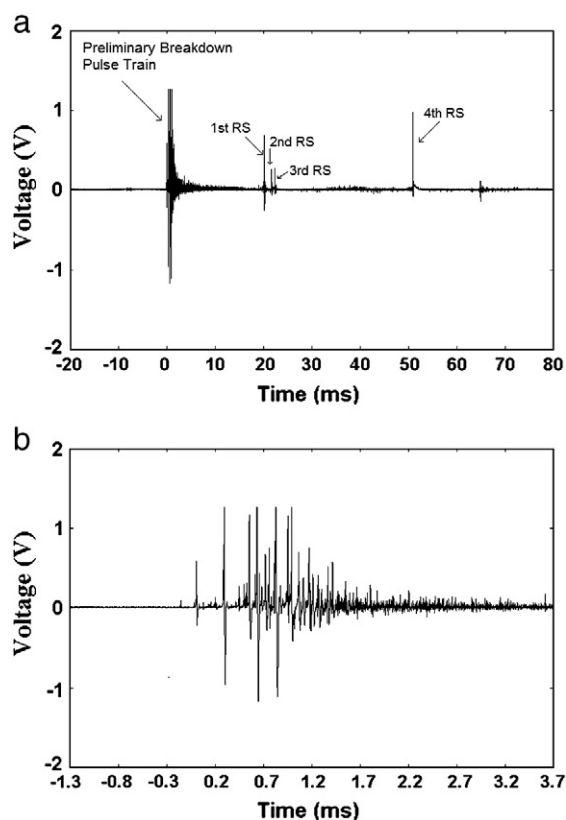 a
2
Preliminary Breakdown
Pulse Train
1
1st RS
2nd RS
3rd RS
4th RS
0
-1
-2
Voltage (V)
-20 -10 0 10 20 30 40 50 60 70 80
Time (ms)
b
2
1
0
-1
-2
Voltage (V)
-1.3 -0.8 -0.3 0.2 0.7 1.2 1.7 2.2 2.7 3.2 3.7
Time (ms)